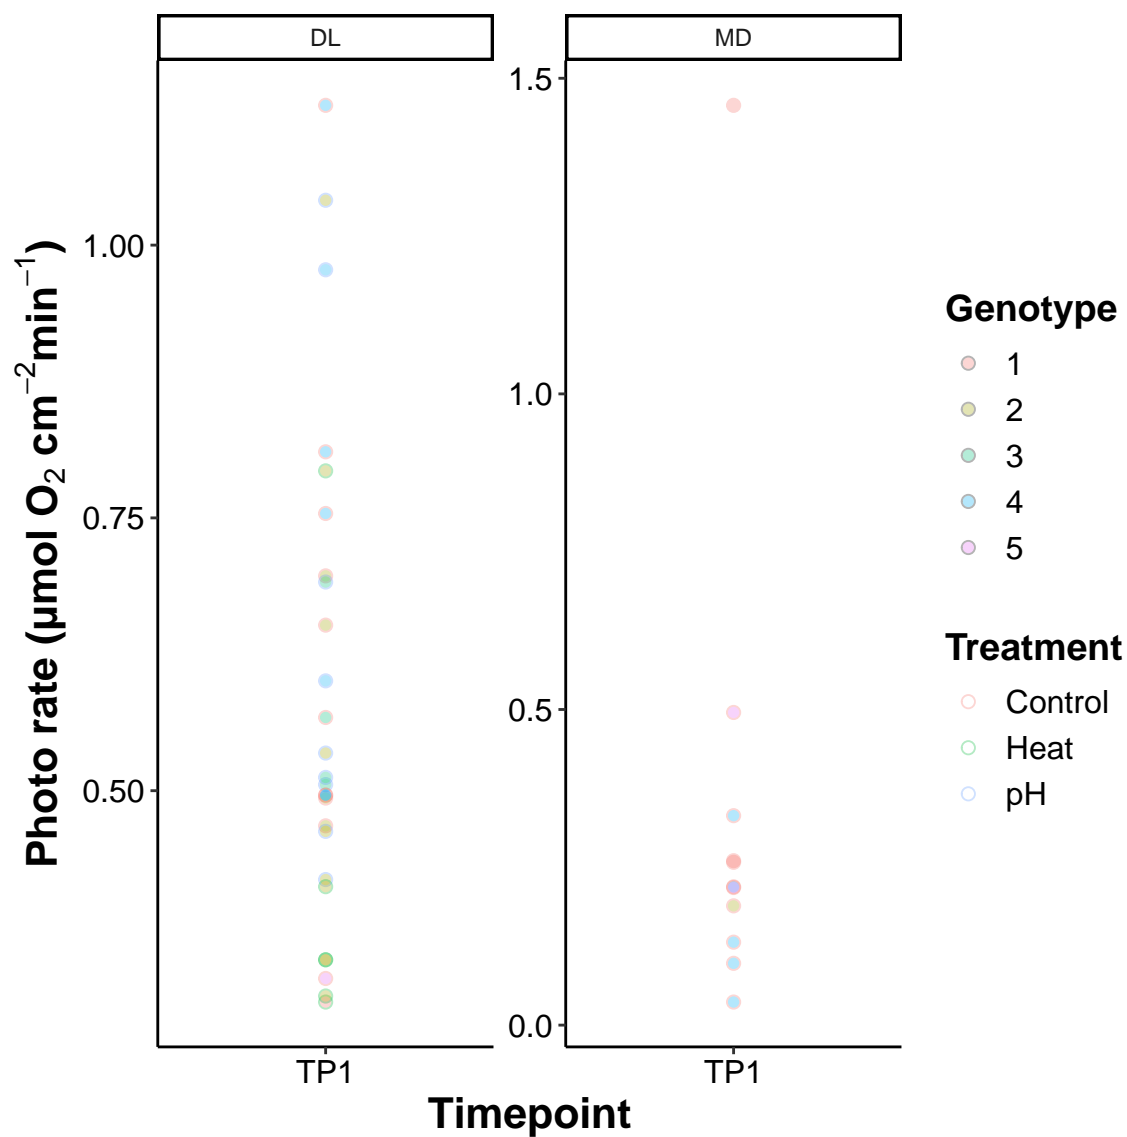 DL
MD
Photo rate (µmol O₂ cm⁻²min⁻¹)
1.00
0.75
0.50
1.5
1.0
0.5
0.0
TP1
TP1
Timepoint
Genotype
1
2
3
4
5
Treatment
Control
Heat
pH